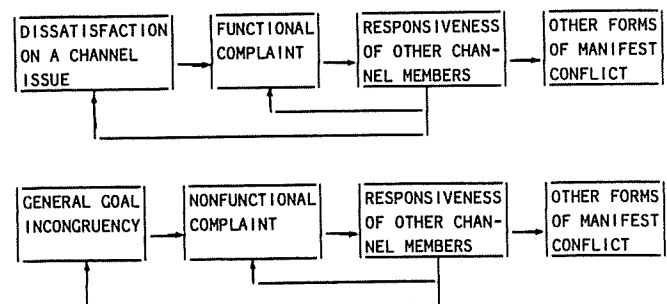 DISSATISFACTION
ON A CHANNEL
ISSUE
FUNCTIONAL
COMPLAINT
RESPONSIVENESS
OF OTHER CHAN-
NEL MEMBERS
OTHER FORMS
OF MANIFEST
CONFLICT
GENERAL GOAL
INCONGRUENCY
NONFUNCTIONAL
COMPLAINT
RESPONSIVENESS
OF OTHER CHAN-
NEL MEMBERS
OTHER FORMS
OF MANIFEST
CONFLICT